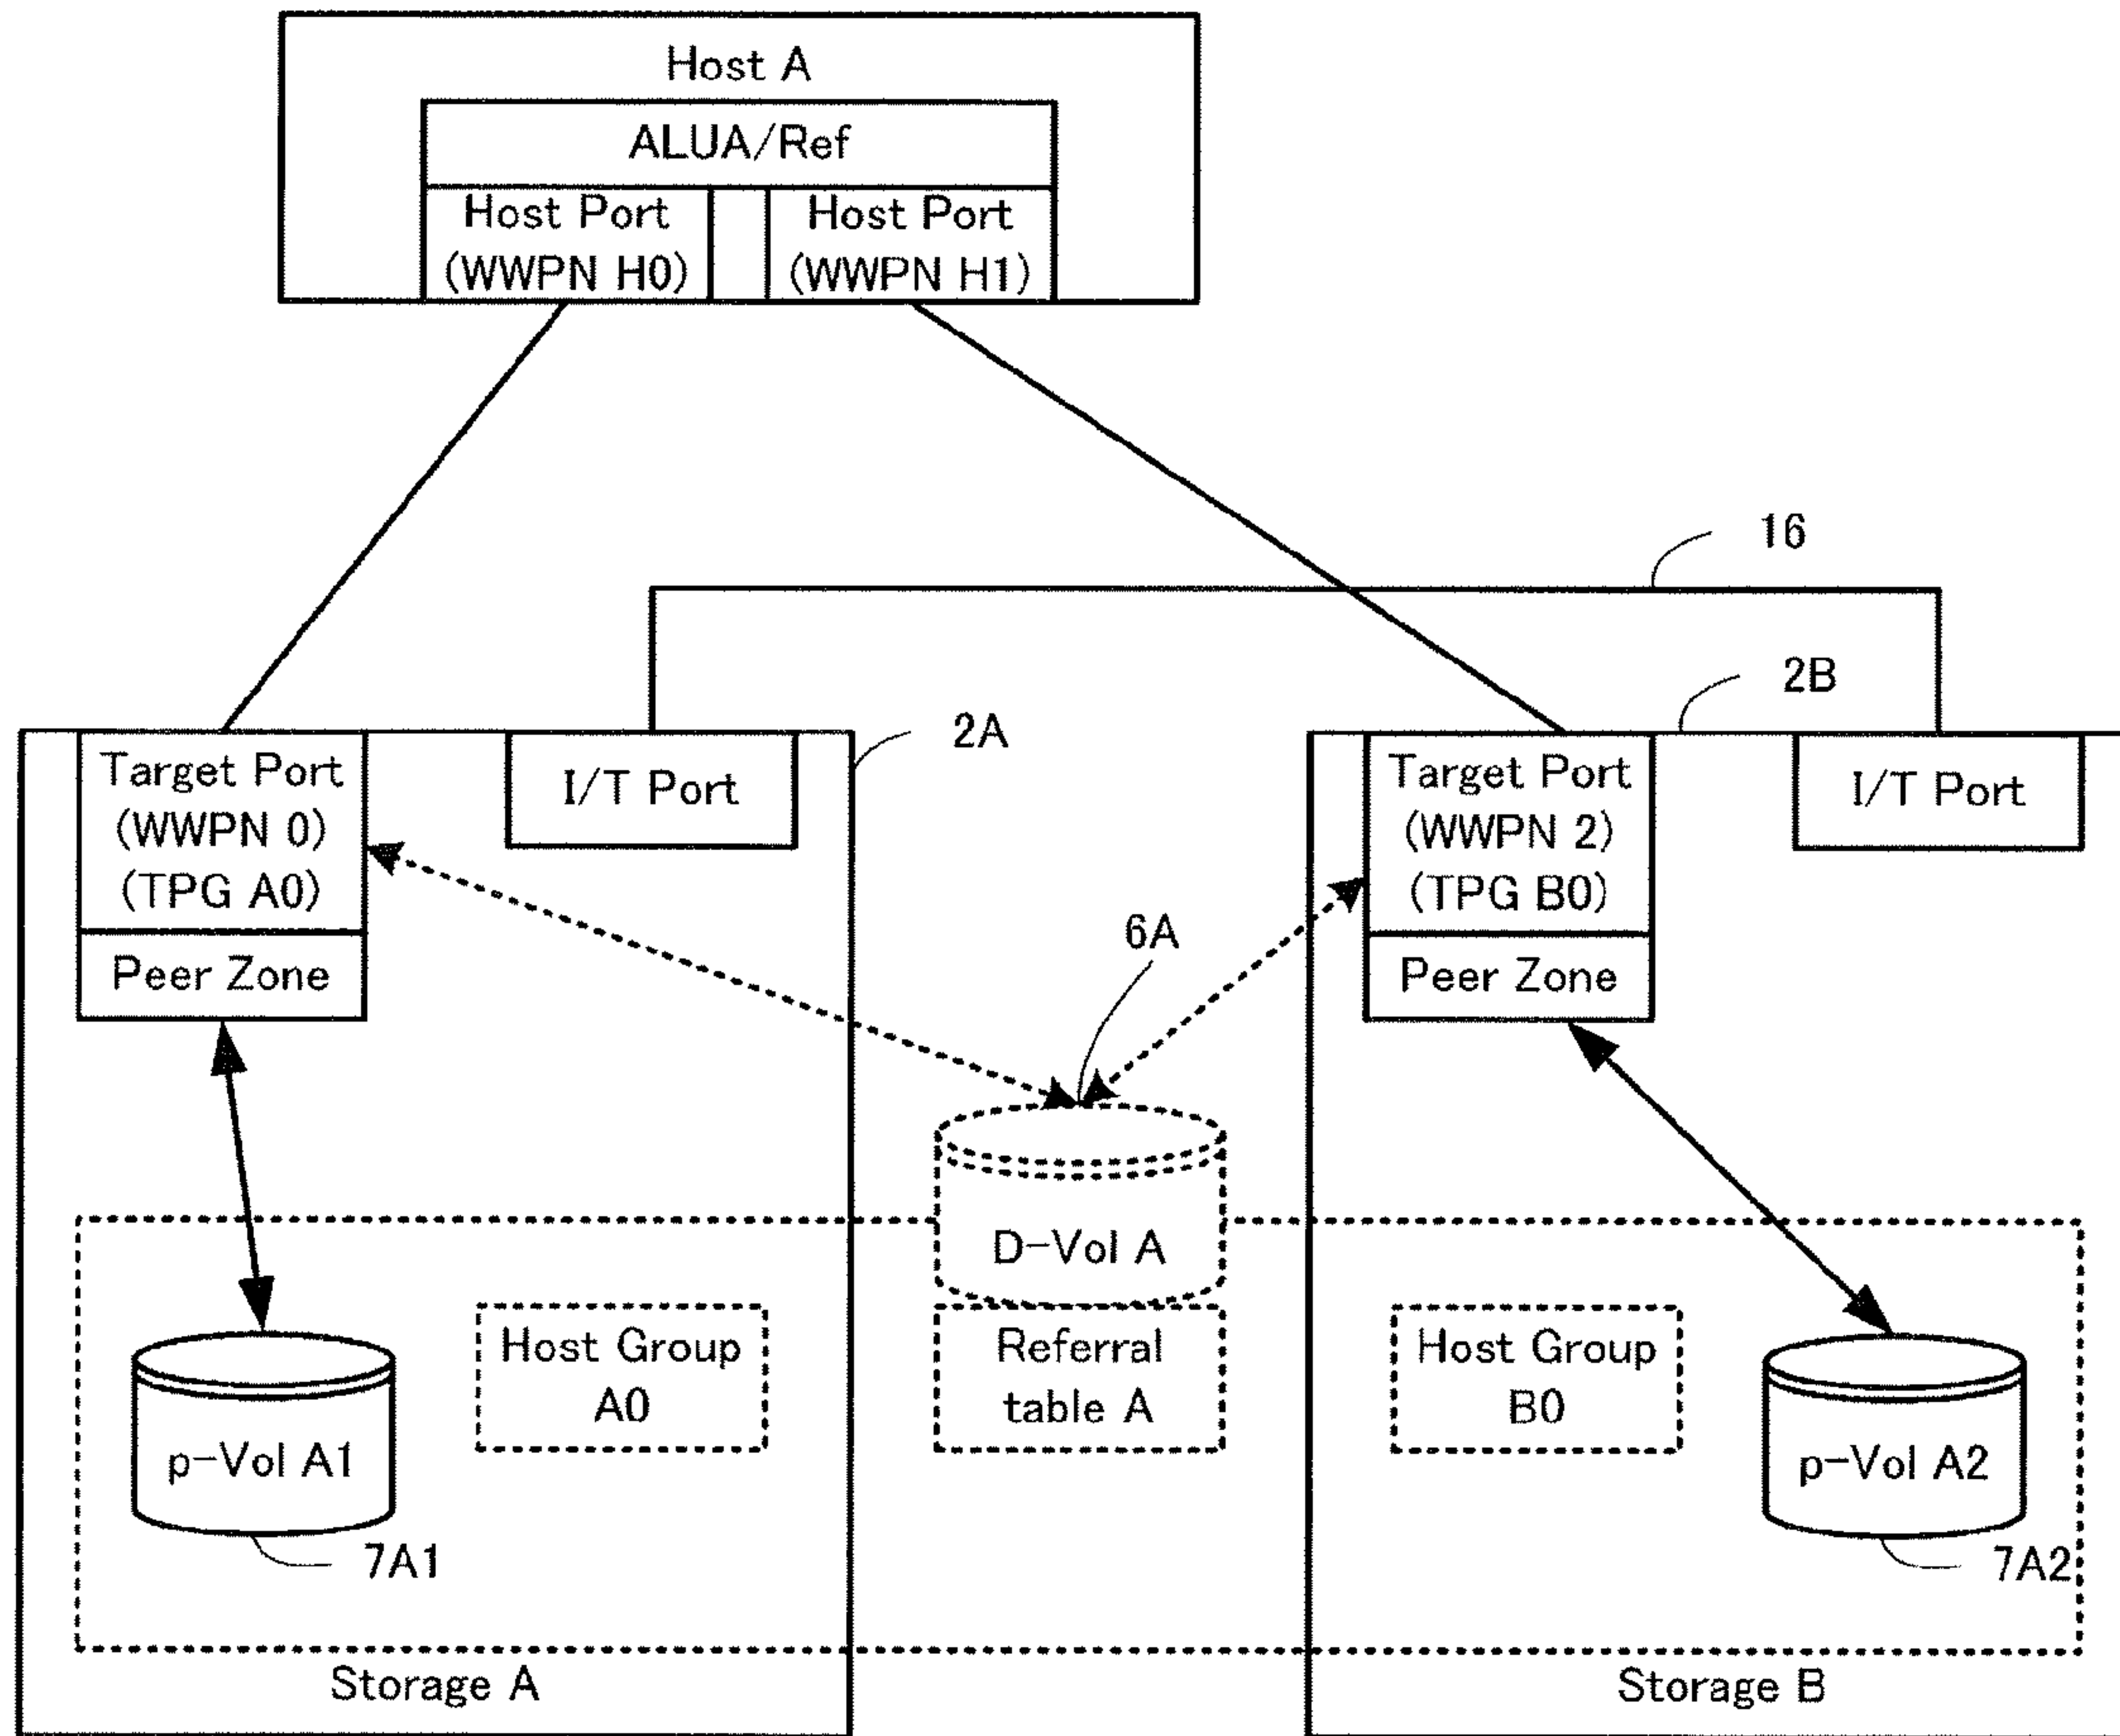 Host A
ALUA/Ref
Host Port
(WWPN H0)
Host Port
(WWPN H1)
16
2B
2A
Target Port
(WWPN 0)
(TPG A0)
Peer Zone
I/T Port
Target Port
(WWPN 2)
(TPG B0)
Peer Zone
I/T Port
6A
D-Vol A
Host Group
A0
Referral
table A
Host Group
B0
p-Vol A1
p-Vol A2
7A1
7A2
Storage A
Storage B